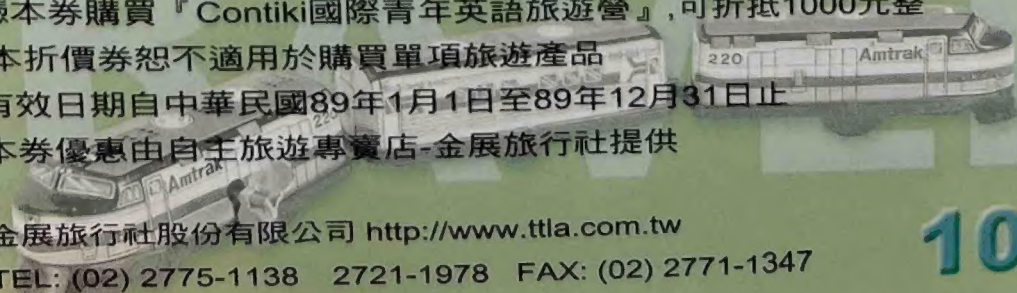 憑本券購買『Contiki國際青年英語旅遊營』,可折抵1000元整
本折價券恕不適用於購買單項旅遊產品
220 Amtrak
有效日期自中華民國89年1月1日至89年12月31日止
本券優惠由自主旅遊專賣店-金展旅行社提供
Amtrak
金展旅行社股份有限公司 http://www.ttla.com.tw
TEL: (02) 2775-1138 2721-1978 FAX: (02) 2771-1347
10